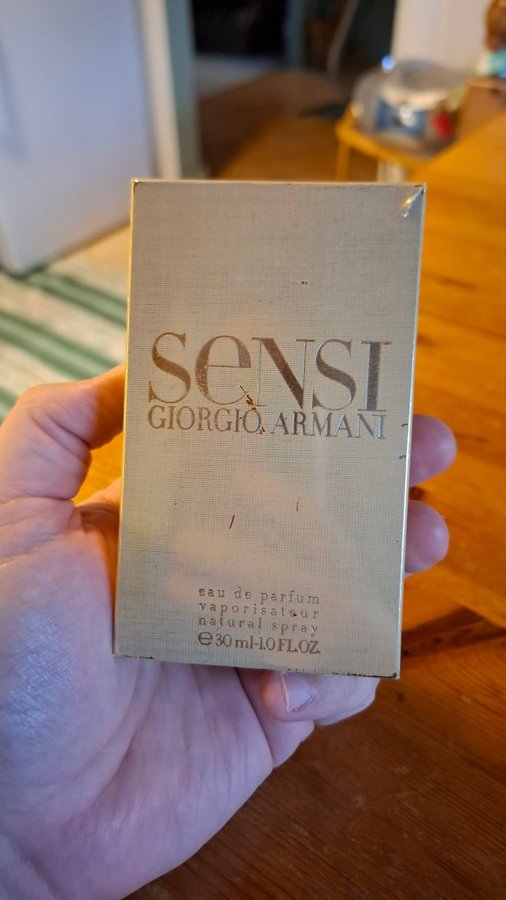 SeNSI
GIORGIO ARMANI
eau de parfum
vaporisateur
natural spray
℮30 ml-1.0 FL.OZ.